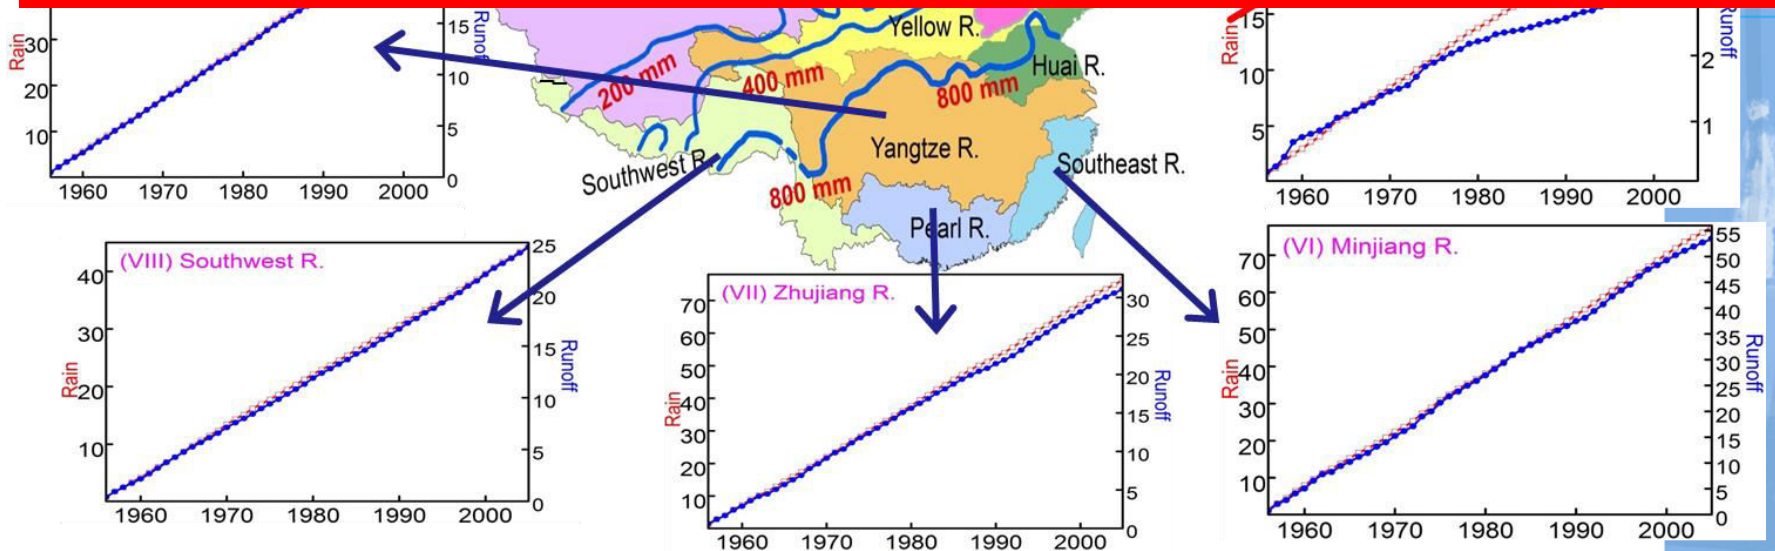 30
20
10
Rain
15
10
5
0
Runoff
1960 1970 1980 1990 2000
Yellow R.
Huai R.
200 mm
400 mm
800 mm
Yangtze R.
Southwest R.
Southeast R.
800 mm
Pearl R.
15
10
5
Rain
2
1
Runoff
1960 1970 1980 1990 2000
(VIII) Southwest R.
40
30
20
10
Rain
25
20
15
10
5
0
Runoff
1960 1970 1980 1990 2000
(VII) Zhujiang R.
70
60
50
40
30
20
10
Rain
30
25
20
15
10
5
0
Runoff
1960 1970 1980 1990 2000
(VI) Minjiang R.
70
60
50
40
30
20
10
Rain
55
50
45
40
35
30
25
20
15
10
5
0
Runoff
1960 1970 1980 1990 2000